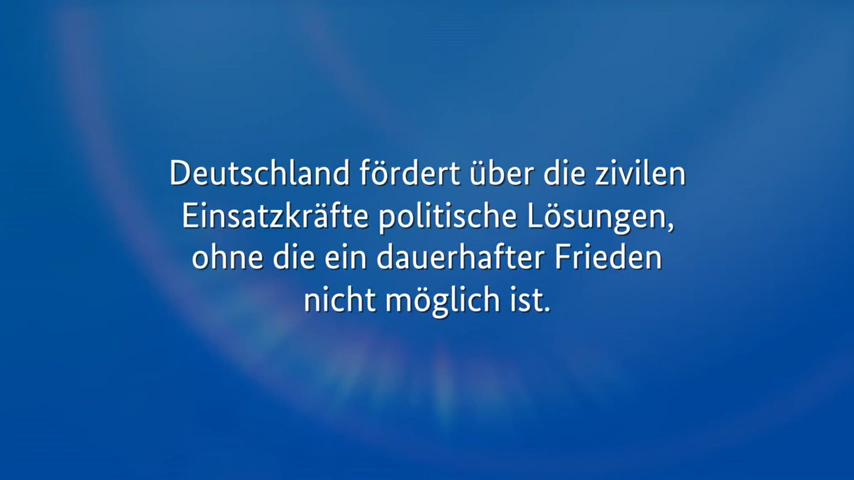 Deutschland fördert über die zivilen
Einsatzkräfte politische Lösungen,
ohne die ein dauerhafter Frieden
nicht möglich ist.